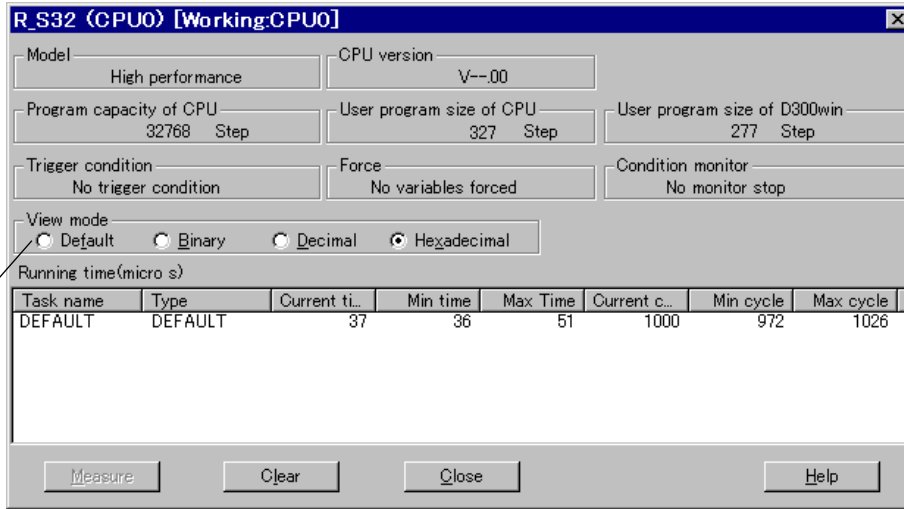 R_S32 (CPU0) [Working:CPU0]
Model
High performance
CPU version
V--.00
Program capacity of CPU
32768 Step
User program size of CPU
327 Step
User program size of D300win
277 Step
Trigger condition
No trigger condition
Force
No variables forced
Condition monitor
No monitor stop
View mode
Default Binary Decimal Hexadecimal
Running time(micro s)
Task name Type Current ti... Min time Max Time Current c... Min cycle Max cycle
DEFAULT DEFAULT 37 36 51 1000 972 1026
Measure Clear Close Help